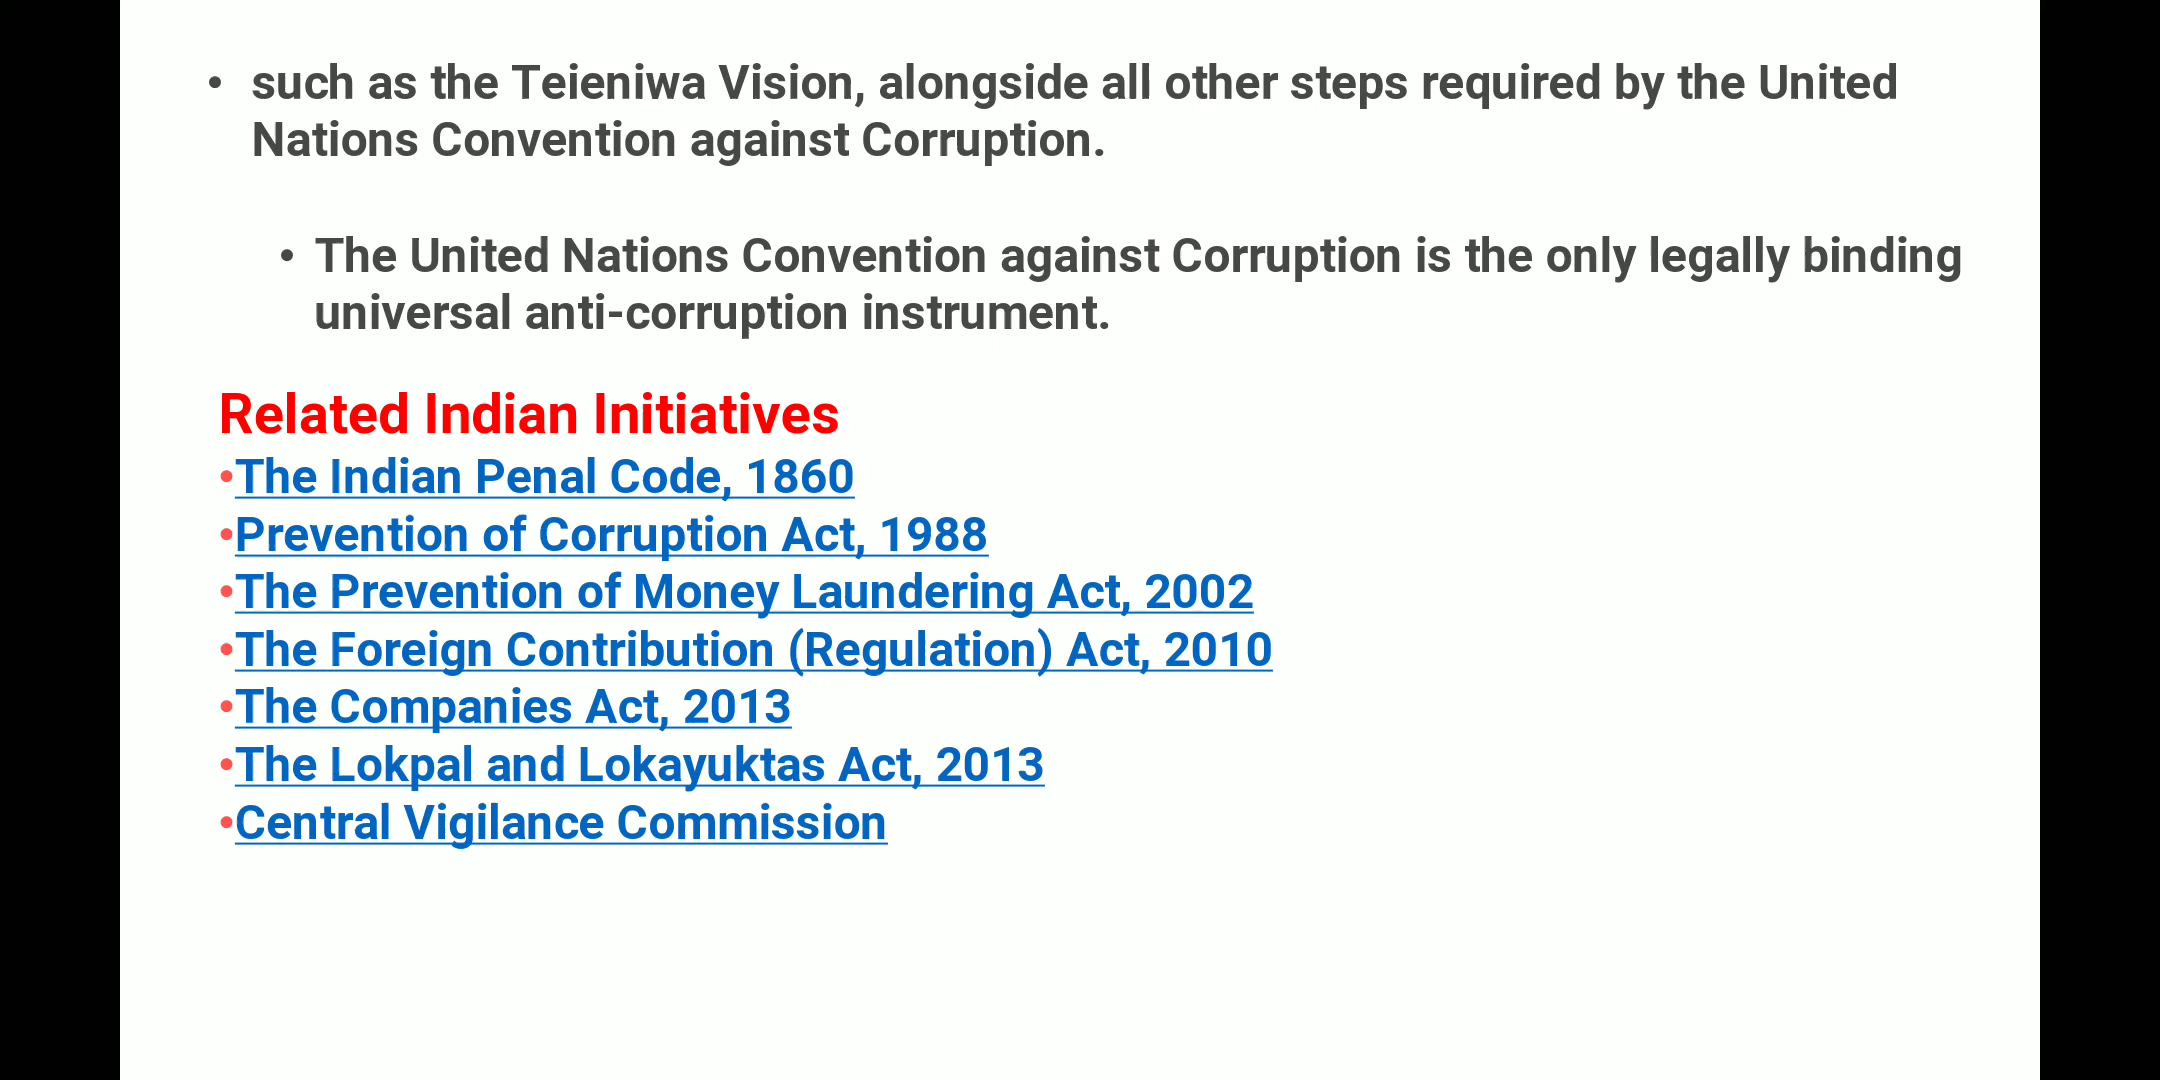 • such as the Teieniwa Vision, alongside all other steps required by the United
Nations Convention against Corruption.
• The United Nations Convention against Corruption is the only legally binding
universal anti-corruption instrument.
Related Indian Initiatives
•The Indian Penal Code, 1860
•Prevention of Corruption Act, 1988
•The Prevention of Money Laundering Act, 2002
•The Foreign Contribution (Regulation) Act, 2010
•The Companies Act, 2013
•The Lokpal and Lokayuktas Act, 2013
•Central Vigilance Commission